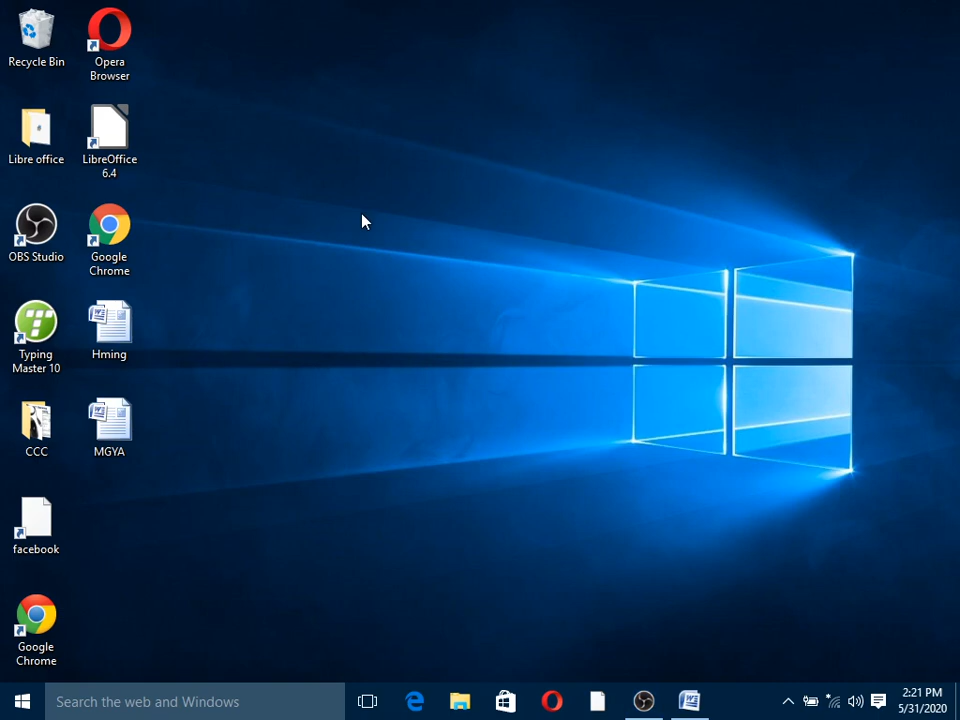 Recycle Bin
Opera
Browser
Libre office
LibreOffice
6.4
OBS Studio
Google
Chrome
Typing
Master 10
Hming
CCC
MGYA
facebook
Google
Chrome
Search the web and Windows
2:21 PM
5/31/2020